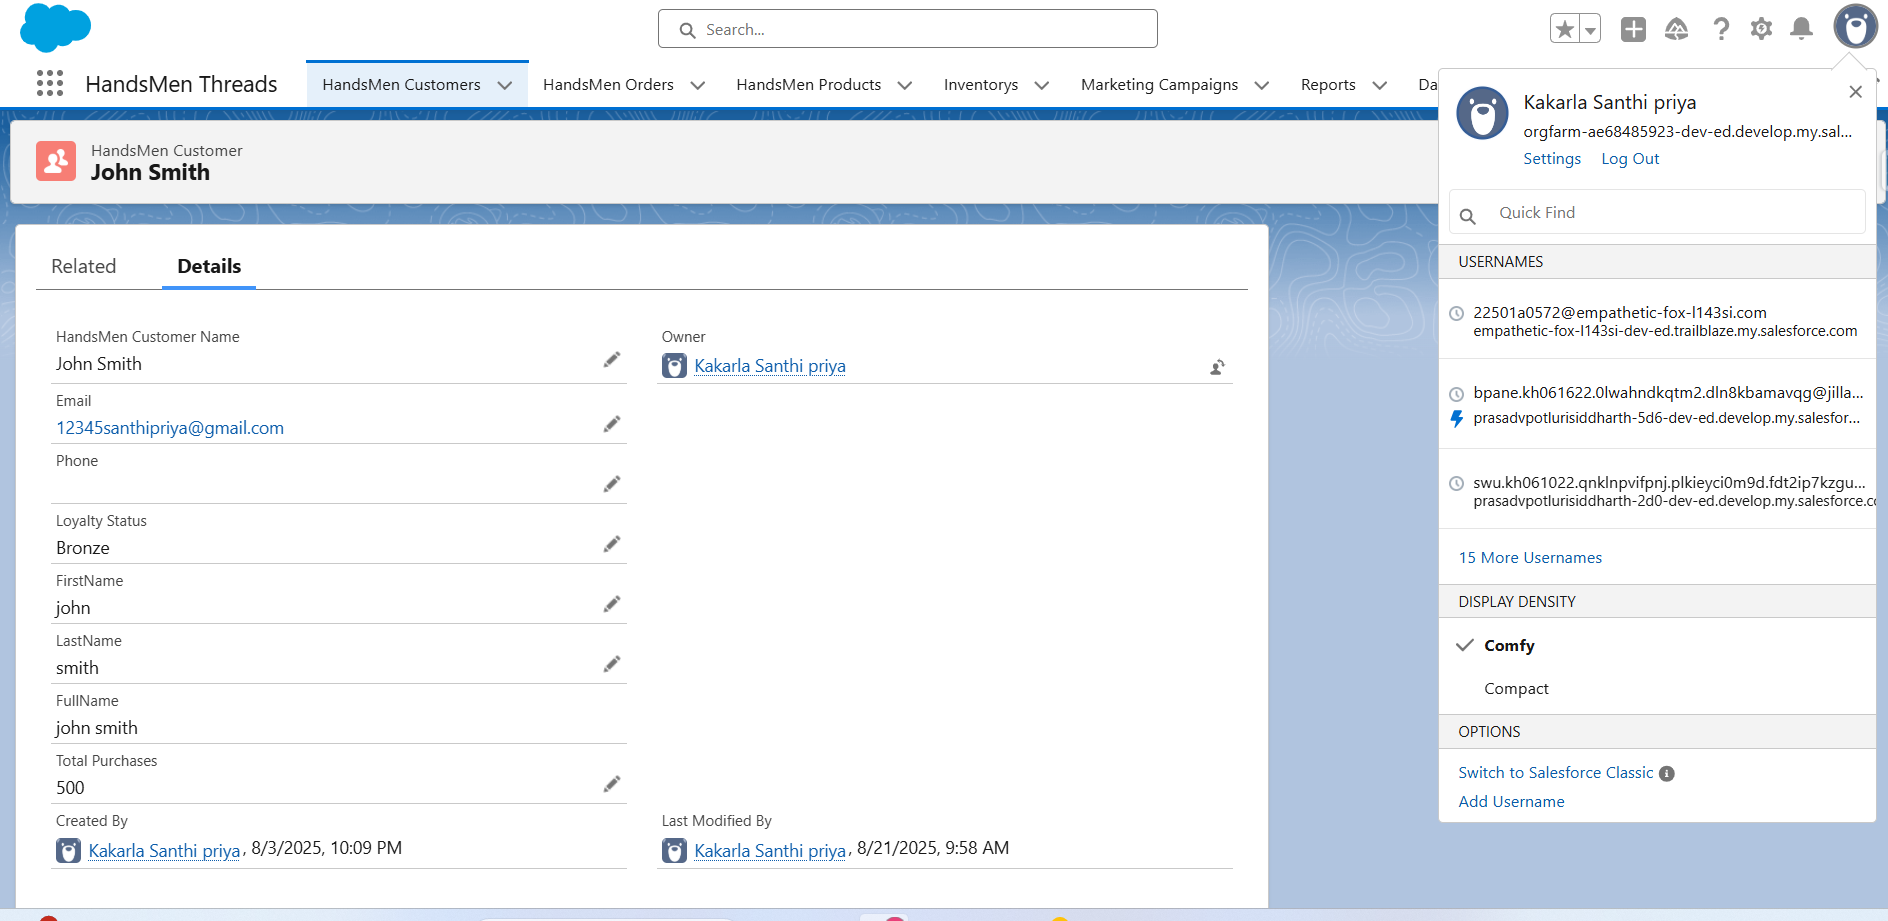 Search...
HandsMen Threads
HandsMen Customers
HandsMen Orders
HandsMen Products
Inventorys
Marketing Campaigns
Reports
Da
HandsMen Customer
John Smith
Related
Details
HandsMen Customer Name
John Smith
Owner
Kakarla Santhi priya
Email
12345santhipriya@gmail.com
Phone
Loyalty Status
Bronze
FirstName
john
LastName
smith
FullName
john smith
Total Purchases
500
Created By
Kakarla Santhi priya, 8/3/2025, 10:09 PM
Last Modified By
Kakarla Santhi priya, 8/21/2025, 9:58 AM
Kakarla Santhi priya
orgfarm-ae68485923-dev-ed.develop.my.sal...
Settings
Log Out
Quick Find
USERNAMES
22501a0572@empathetic-fox-l143si.com
empathetic-fox-l143si-dev-ed.trailblaze.my.salesforce.com
bpane.kh061622.0lwahndkqtm2.dln8kbamavqg@jilla...
prasadvpotlurisiddharth-5d6-dev-ed.develop.my.salesfor...
swu.kh061022.qnklnpvifpnj.plkieyci0m9d.fdt2ip7kzgu...
prasadvpotlurisiddharth-2d0-dev-ed.develop.my.salesforce.c
15 More Usernames
DISPLAY DENSITY
Comfy
Compact
OPTIONS
Switch to Salesforce Classic
Add Username